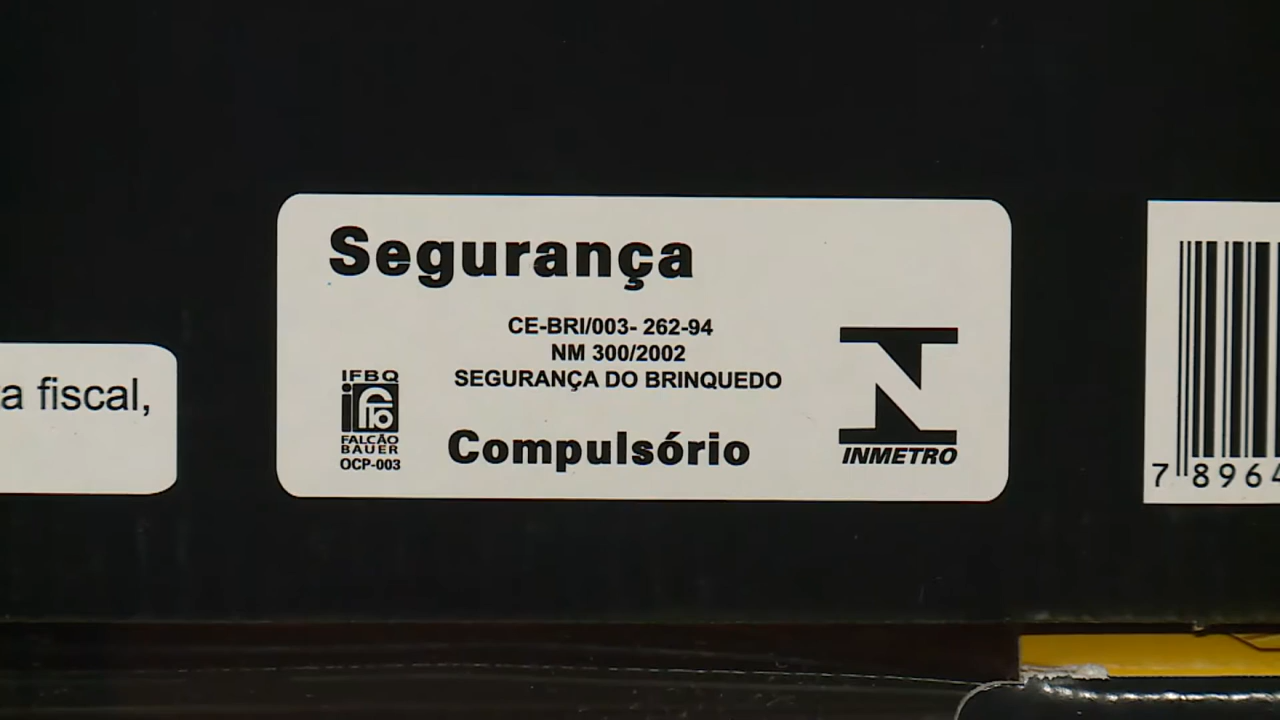 Segurança
CE-BRI/003- 262-94
NM 300/2002
SEGURANÇA DO BRINQUEDO
IFBQ
FALCÃO
BAUER
OCP-003
Compulsório
INMETRO
a fiscal,
7 8964